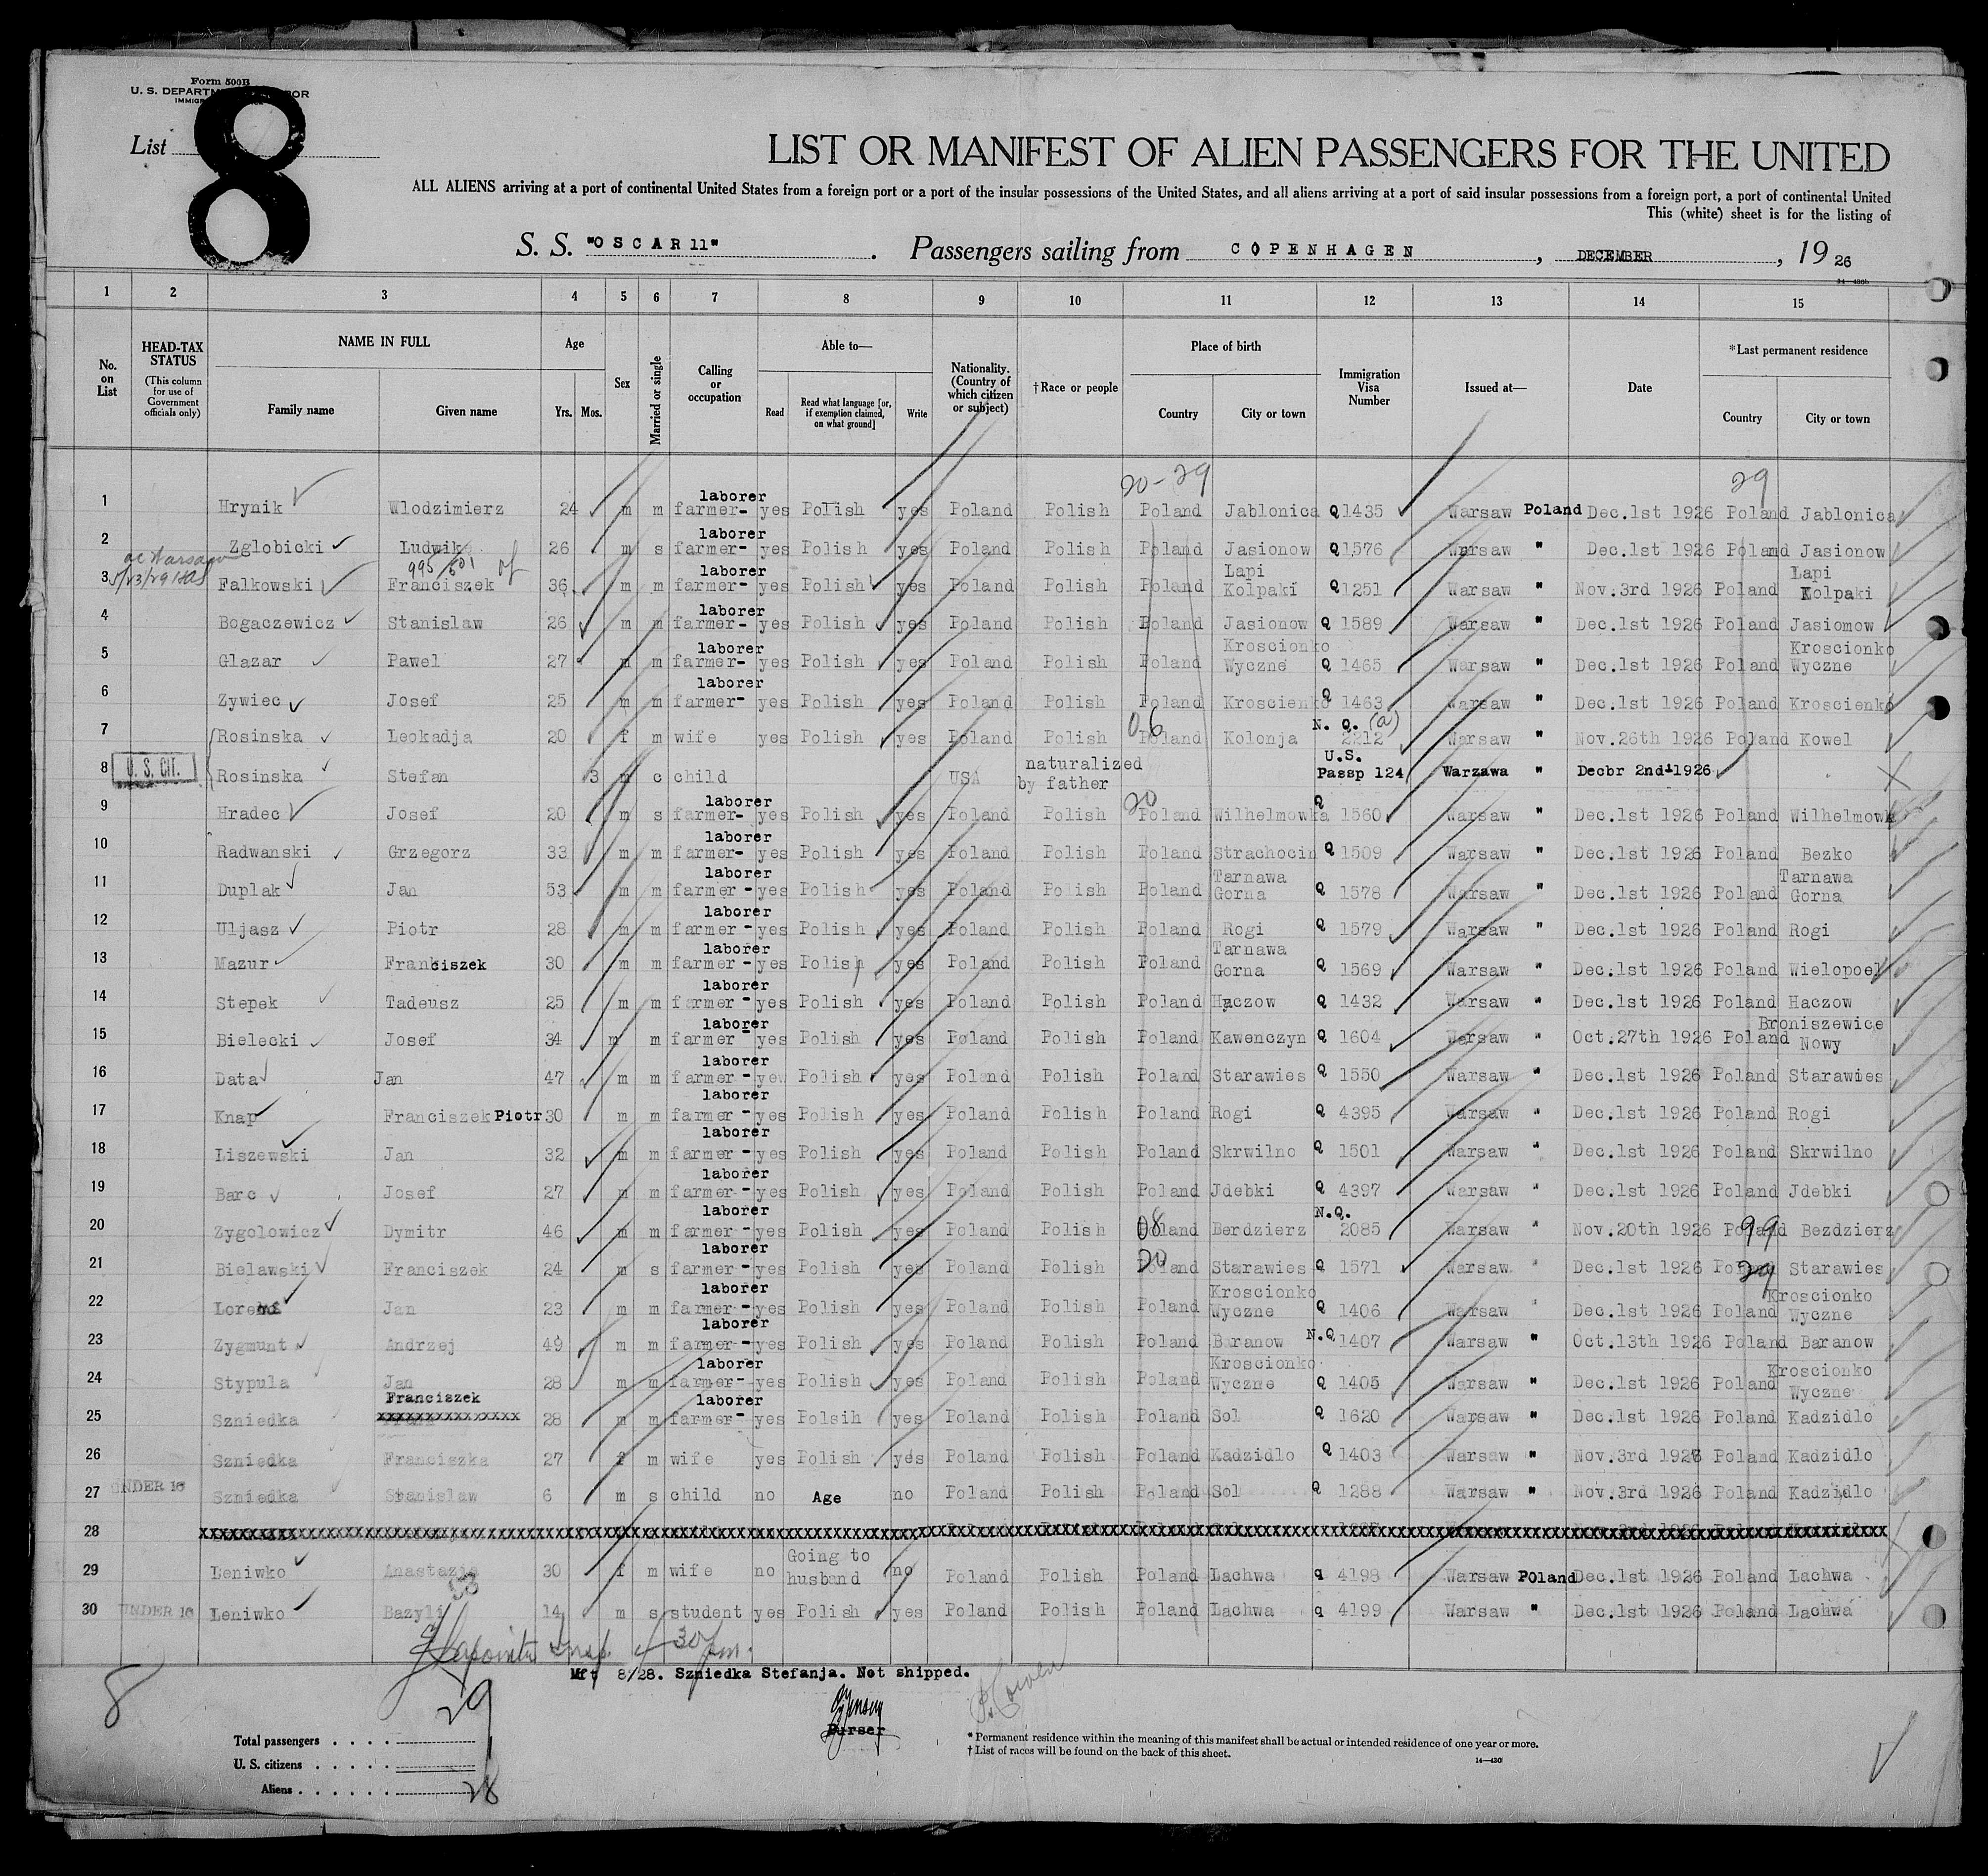 Form 500B
U. S. DEPARTM OR
IMMIGR
List
8
LIST OR MANIFEST OF ALIEN PASSENGERS FOR THE UNITED
ALL ALIENS arriving at a port of continental United States from a foreign port or a port of the insular possessions of the United States, and all aliens arriving at a port of said insular possessions from a foreign port, a port of continental United
This (white) sheet is for the listing of
S. S. "OSCAR 11" . Passengers sailing from COPENHAGEN , DECEMBER , 19 26
1 2 3 4 5 6 7 8 9 10 11 12 13 14 15
No. on List
HEAD-TAX STATUS (This column for use of Government officials only)
NAME IN FULL Family name Given name
Age Yrs. Mos.
Sex
Married or single
Calling or occupation
Able to— Read Read what language [or, if exemption claimed, on what ground] Write
Nationality. (Country of which citizen or subject)
†Race or people
Place of birth Country City or town
Immigration Visa Number
Issued at—
Date
*Last permanent residence Country City or town
20-29 29
1 Hrynik Wlodzimierz 24 m m laborer farmer- yes Polish yes Poland Polish Poland Jablonica Q 1435 Warsaw Poland Dec.1st 1926 Poland Jablonica
2 Zglobicki Ludwik 26 m s laborer farmer- yes Polish yes Poland Polish Poland Jasionow Q 1576 Warsaw " Dec.1st 1926 Poland Jasionow
3 Falkowski Franciszek 36 m m laborer farmer- yes Polish yes Poland Polish Poland Lapi Kolpaki Q 1251 Warsaw " Nov.3rd 1926 Poland Lapi Kolpaki
4 Bogaczewicz Stanislaw 26 m m laborer farmer- yes Polish yes Poland Polish Poland Jasionow Q 1589 Warsaw " Dec.1st 1926 Poland Jasiomow
5 Glazar Pawel 27 m m laborer farmer- yes Polish yes Poland Polish Poland Kroscionko Wyczne Q 1465 Warsaw " Dec.1st 1926 Poland Kroscionko Wyczne
6 Zywiec Josef 25 m m laborer farmer- yes Polish yes Poland Polish Poland Kroscienko Q 1463 Warsaw " Dec.1st 1926 Poland Kroscienko
7 Rosinska Leokadja 20 f m wife yes Polish yes Poland Polish 06 Poland Kolonja N. Q. (a) 2212 Warsaw " Nov.26th 1926 Poland Kowel
8 U. S. CIT. Rosinska Stefan 3 m c child USA naturalized by father U.S. Passp 124 Warzawa " Decbr 2nd 1926
9 Hradec Josef 20 m s laborer farmer- yes Polish yes Poland Polish 20 Poland Wilhelmowka Q 1560 Warsaw " Dec.1st 1926 Poland Wilhelmowk
10 Radwanski Grzegorz 33 m m laborer farmer- yes Polish yes Poland Polish Poland Strachocin Q 1509 Warsaw " Dec.1st 1926 Poland Bezko
11 Duplak Jan 53 m m laborer farmer- yes Polish yes Poland Polish Poland Tarnawa Gorna Q 1578 Warsaw " Dec.1st 1926 Poland Tarnawa Gorna
12 Uljasz Piotr 28 m m laborer farmer- yes Polish yes Poland Polish Poland Rogi Q 1579 Warsaw " Dec.1st 1926 Poland Rogi
13 Mazur Franciszek 30 m m laborer farmer- yes Polish yes Poland Polish Poland Tarnawa Gorna Q 1569 Warsaw " Dec.1st 1926 Poland Wielopoel
14 Stepek Tadeusz 25 m m laborer farmer- yes Polish yes Poland Polish Poland Haczow Q 1432 Warsaw " Dec.1st 1926 Poland Haczow
15 Bielecki Josef 34 m m laborer farmer- yes Polish yes Poland Polish Poland Kawenczyn Q 1604 Warsaw " Oct.27th 1926 Poland Broniszewice Nowy
16 Data Jan 47 m m laborer farmer- yew Polish yes Poland Polish Poland Starawies Q 1550 Warsaw " Dec.1st 1926 Poland Starawies
17 Knap Franciszek Piotr 30 m m laborer farmer- yes Polish yes Poland Polish Poland Rogi Q 4395 Warsaw " Dec.1st 1926 Poland Rogi
18 Liszewski Jan 32 m m laborer farmer- yes Polish yes Poland Polish Poland Skrwilno Q 1501 Warsaw " Dec.1st 1926 Poland Skrwilno
19 Barc Josef 27 m m laborer farmer- yes Polish yes Poland Polish Poland Jdebki Q 4397 Warsaw " Dec.1st 1926 Poland Jdebki
20 Zygolowicz Dymitr 46 m m laborer farmer- yes Polish yes Poland Polish 08 Poland Berdzierz N.Q. 2085 Warsaw " Nov.20th 1926 Poland 99 Bezdzierz
21 Bielawski Franciszek 24 m s laborer farmer- yes Polish yes Poland Polish 20 Poland Starawies Q 1571 Warsaw " Dec.1st 1926 Poland 29 Starawies
22 Jan 23 m m laborer farmer- yes Polish yes Poland Polish Poland Kroscionko Wyczne Q 1406 Warsaw " Dec.1st 1926 Poland Kroscionko Wyczne
23 Zygmunt Andrzej 49 m m laborer farmer- yes Polish yes Poland Polish Poland Baranow N.Q 1407 Warsaw " Oct.13th 1926 Poland Baranow
24 Stypula Jan 28 m m laborer farmer- yes Polish yes Poland Polish Poland Kroscionko Wyczne Q 1405 Warsaw " Dec.1st 1926 Poland Kroscionko Wyczne
25 Szniedka Franciszek xxxxxxxxxxxxxxx 28 m m laborer farmer- yes Polsih yes Poland Polish Poland Sol Q 1620 Warsaw " Dec.1st 1926 Poland Kadzidlo
26 Szniedka Franciszka 27 f m wife yes Polish yes Poland Polish Poland Kadzidlo Q 1403 Warsaw " Nov.3rd 1926 Poland Kadzidlo
27 UNDER 16 Szniedka Stanislaw 6 m s child no Age no Poland Polish Poland Sol Q 1288 Warsaw " Nov.3rd 1926 Poland Kadzidlo
28
29 Leniwko Anastazia 30 f m wife no Going to husband no Poland Polish Poland Lachwa q 4198 Warsaw POland Dec.1st 1926 Poland Lachwa
30 UNDER 16 Leniwko Bazyli 14 m s student yes Polish yes Poland Polish Poland Lachwa q 4199 Warsaw " Dec.1st 1926 Poland Lachwa
Mft 8/28. Szniedka Stefanja. Not shipped.
8
Purser
Total passengers . . . . 29
U. S. citizens . . . . .
Aliens . . . . . . 28
* Permanent residence within the meaning of this manifest shall be actual or intended residence of one year or more.
† List of races will be found on the back of this sheet.
14—430